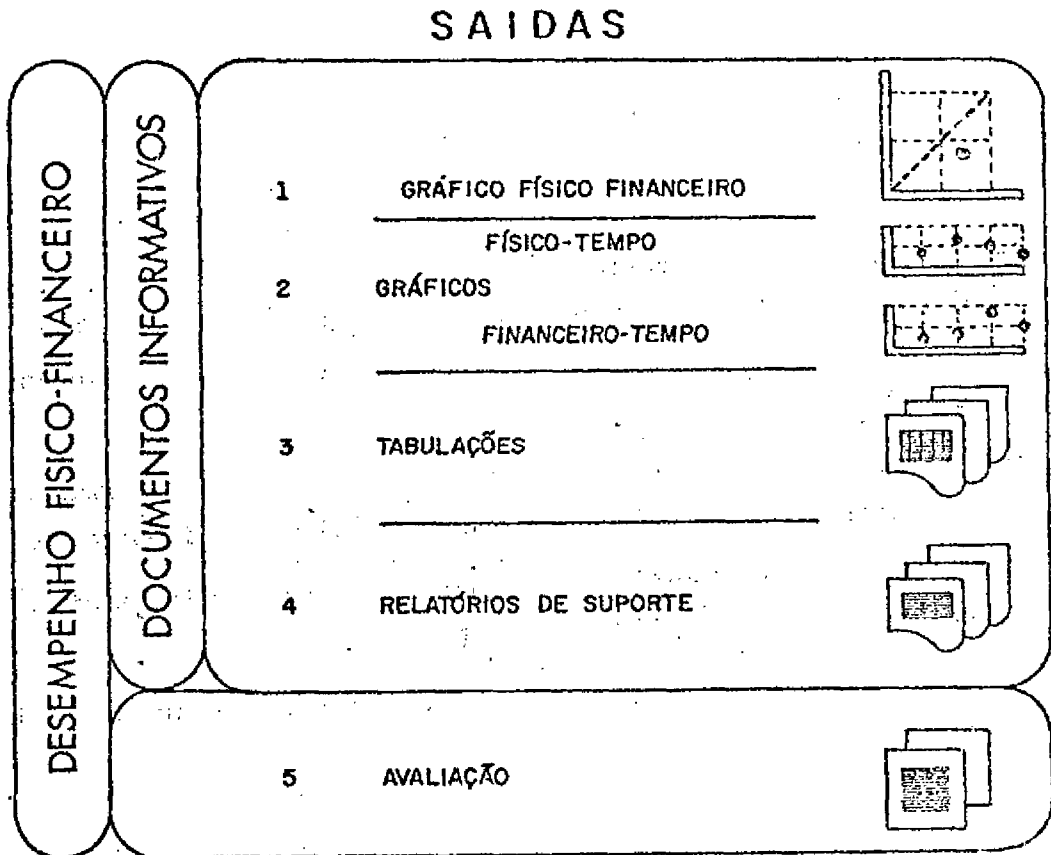 SAIDAS
DESEMPENHO FISICO-FINANCEIRO
DOCUMENTOS INFORMATIVOS
1 GRÁFICO FÍSICO FINANCEIRO
FÍSICO-TEMPO
2 GRÁFICOS
FINANCEIRO-TEMPO
3 TABULAÇÕES
4 RELATÓRIOS DE SUPORTE
5 AVALIAÇÃO